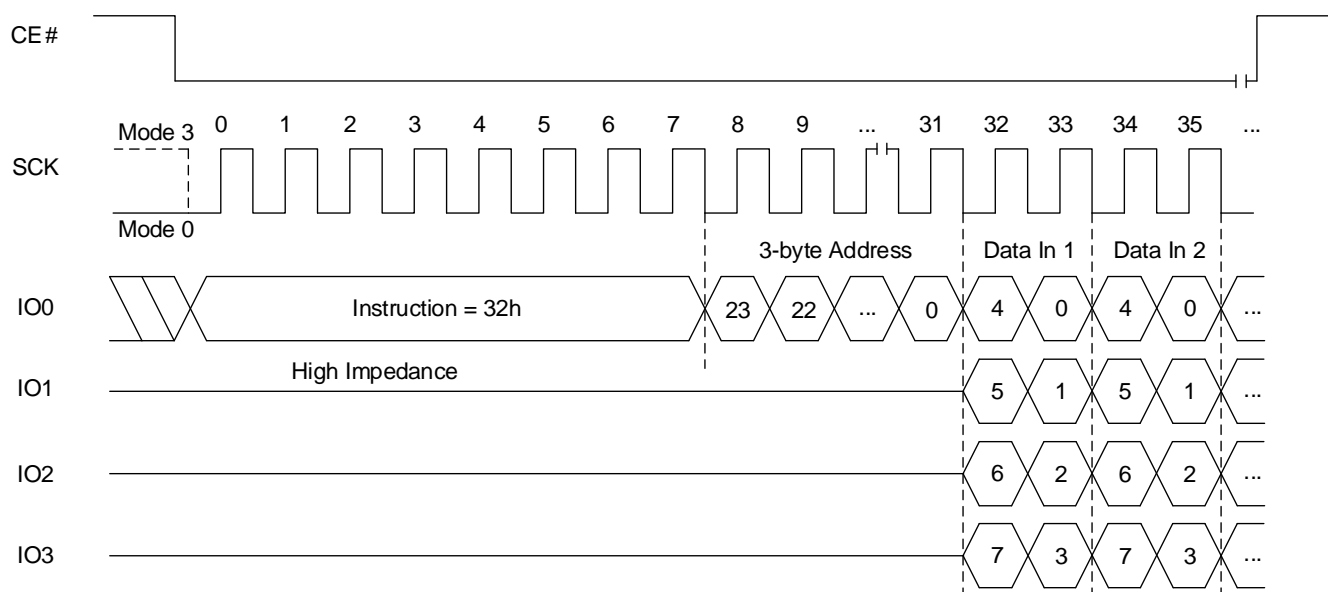 CE#
0 1 2 3 4 5 6 7 8 9 ... 31 32 33 34 35 ...
Mode 3
SCK
Mode 0
3-byte Address Data In 1 Data In 2
IO0 Instruction = 32h 23 22 ... 0 4 0 4 0 ...
High Impedance
IO1 5 1 5 1 ...
IO2 6 2 6 2 ...
IO3 7 3 7 3 ...